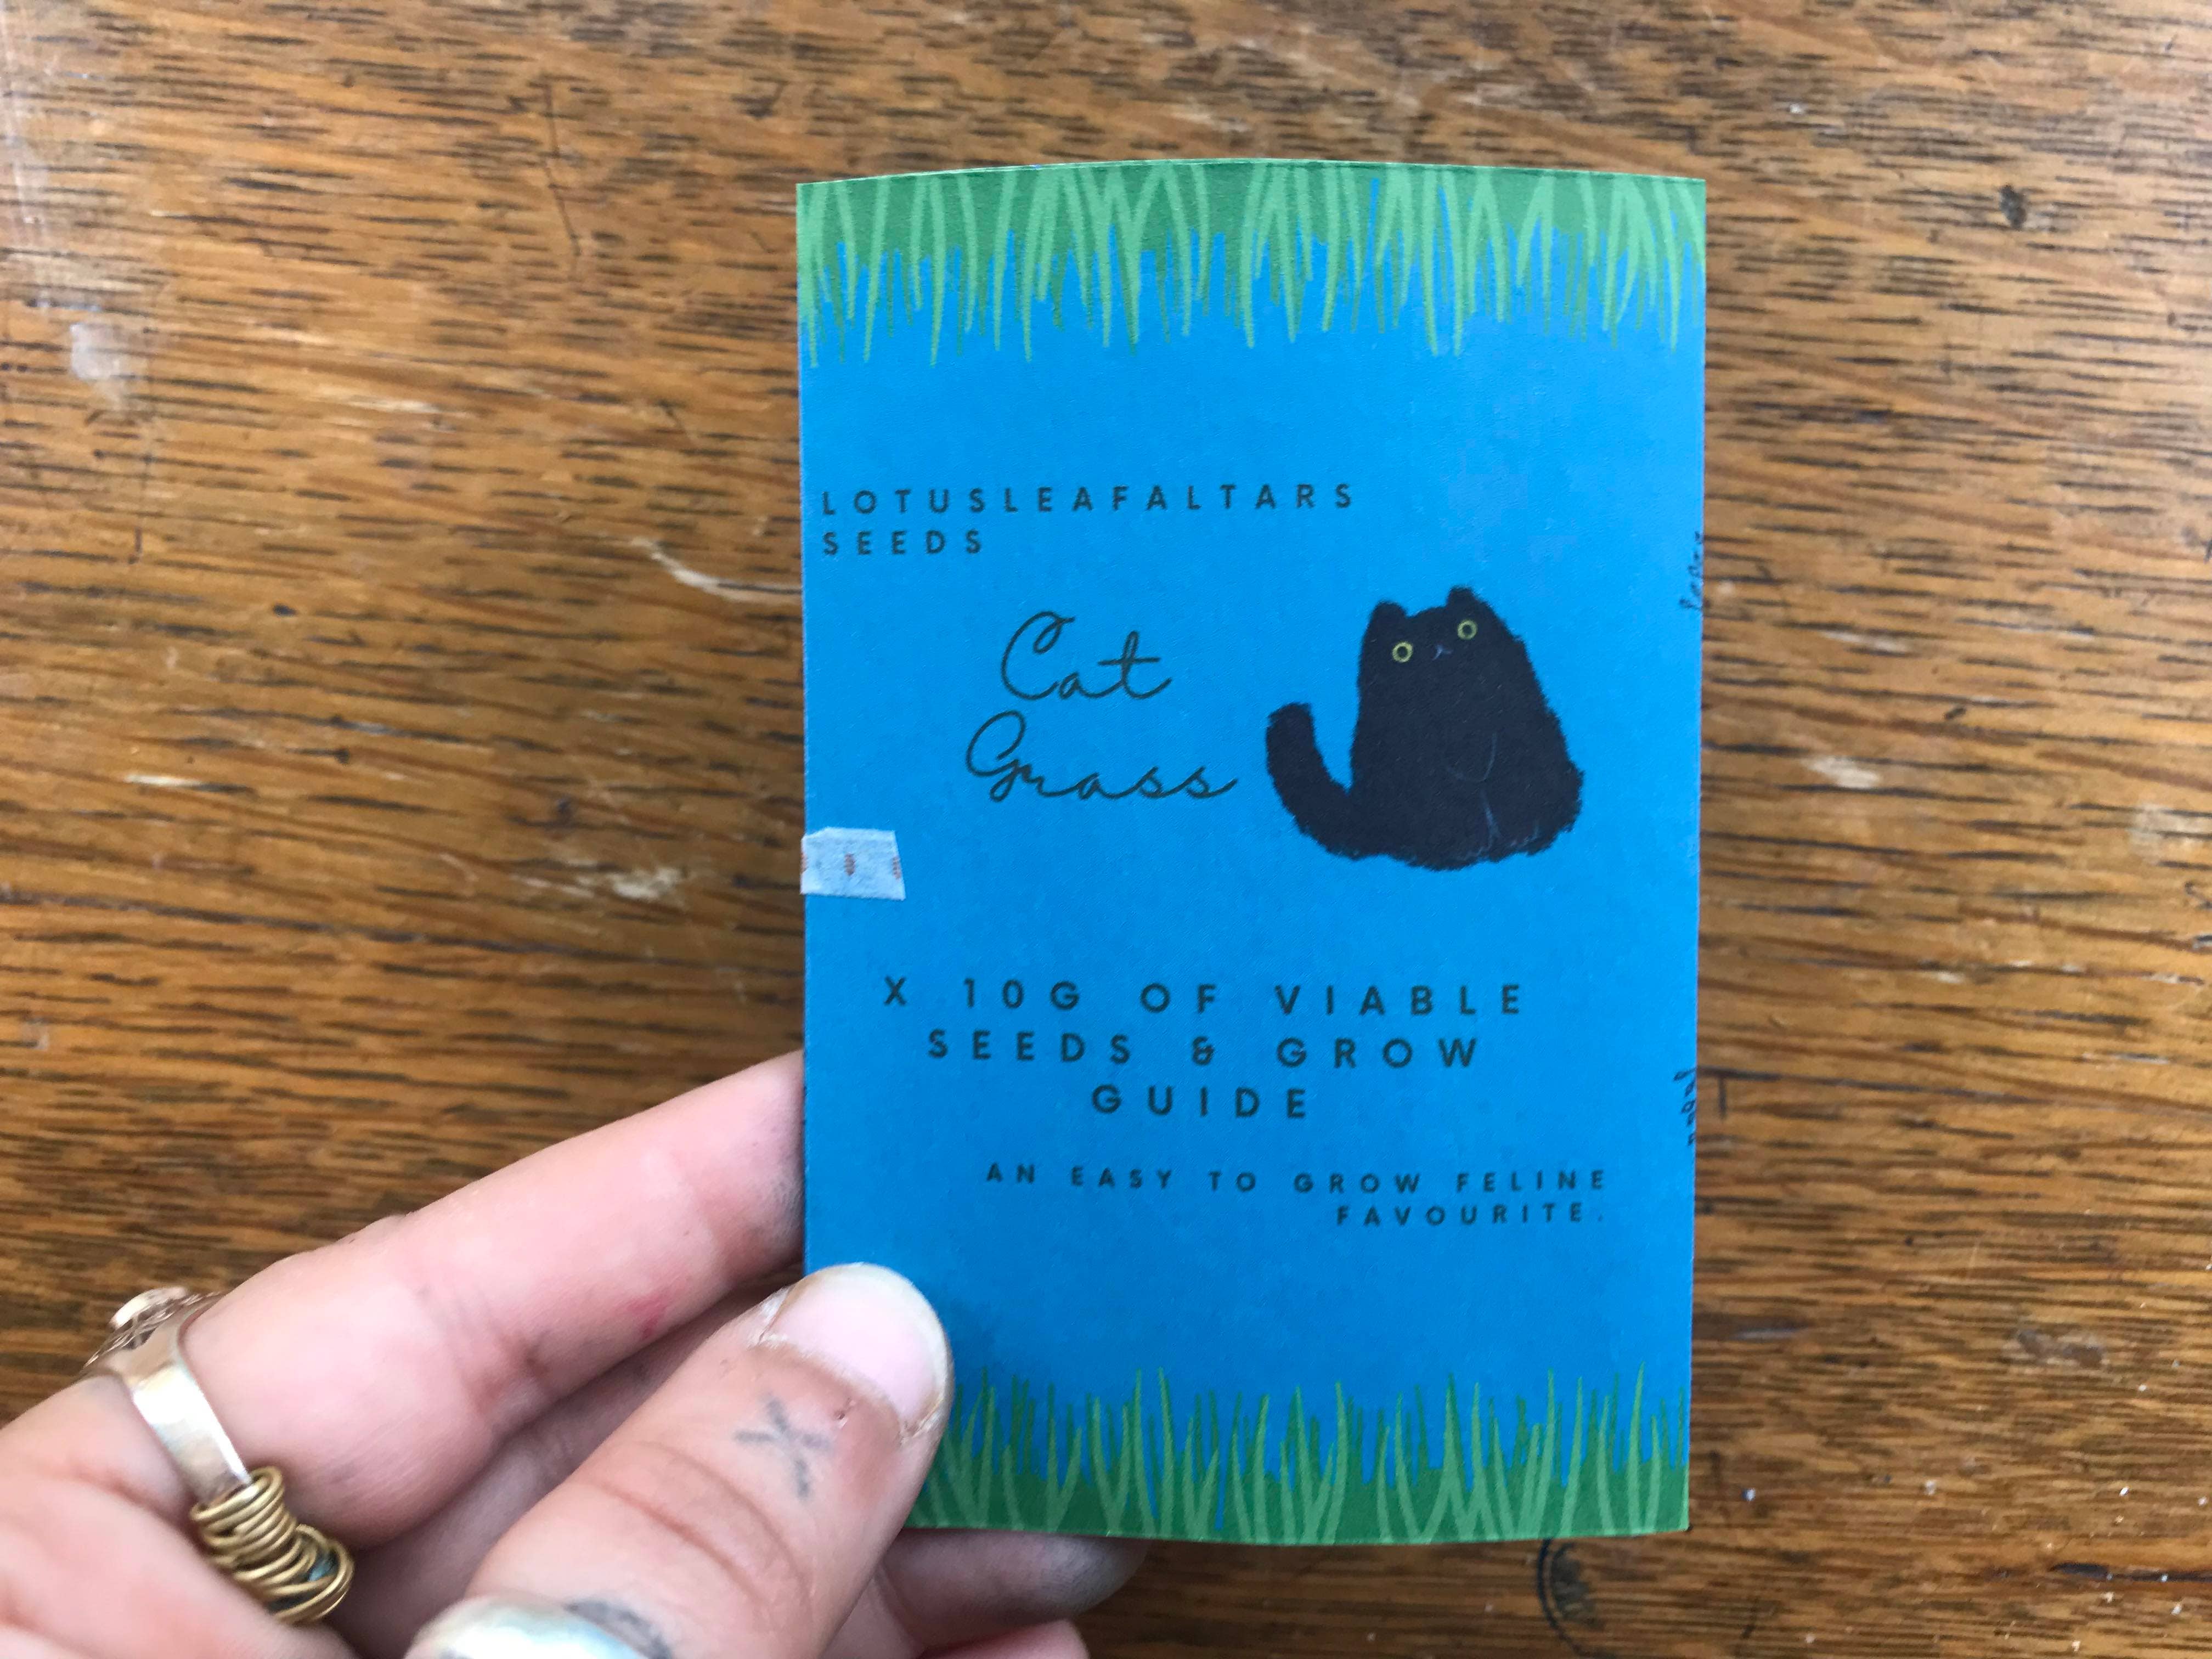 LOTUSLEAFALTARS
SEEDS
Cat
Grass
X 10G OF VIABLE
SEEDS & GROW
GUIDE
AN EASY TO GROW FELINE
FAVOURITE.